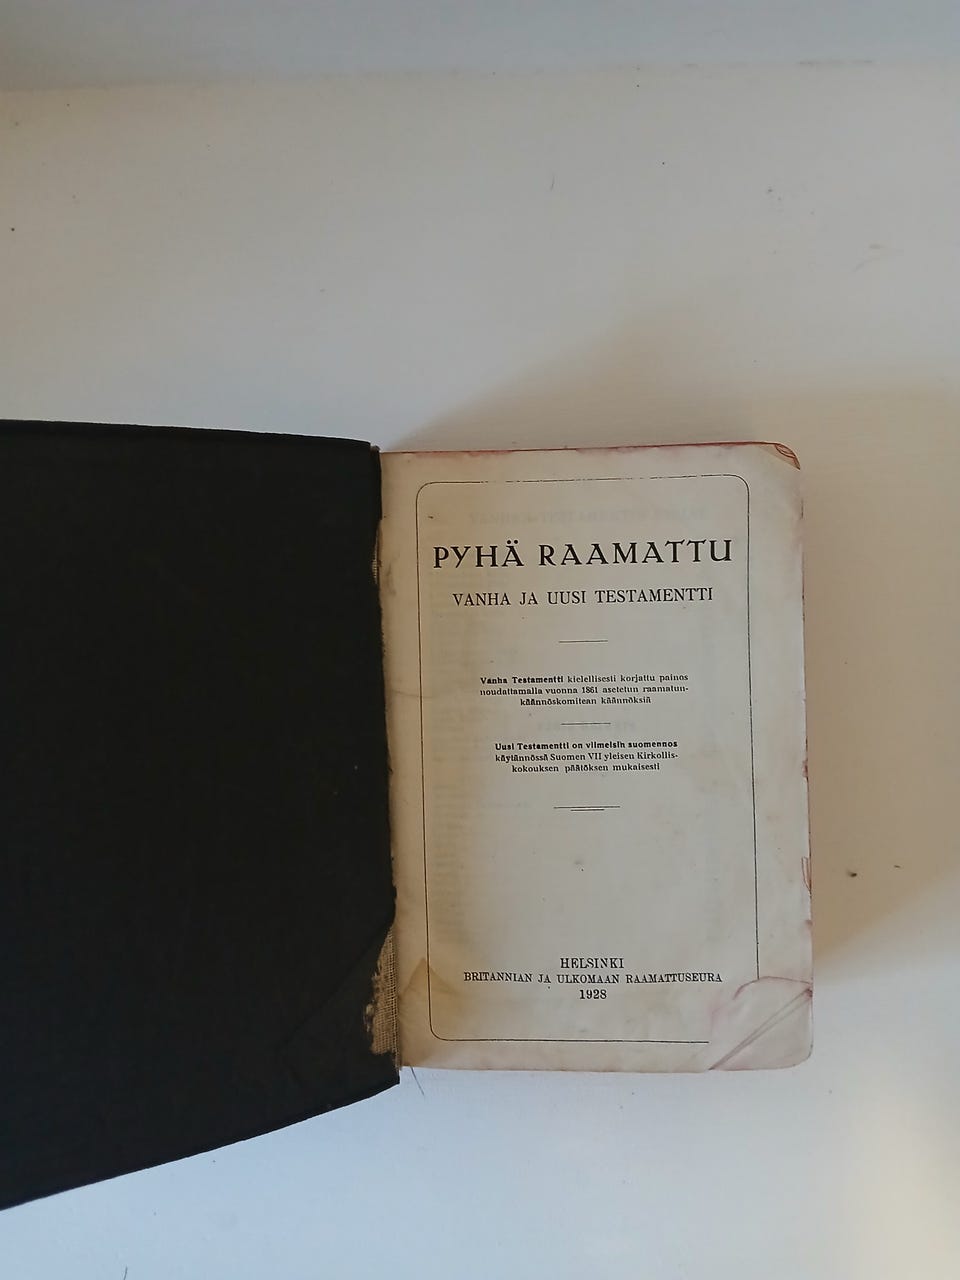 PYHÄ RAAMATTU
VANHA JA UUSI TESTAMENTTI
Vanha Testamentti kielellisesti korjattu painos
noudattamalla vuonna 1861 asetetun raamatun-
käännöskomitean käännöksiä
Uusi Testamentti on viimeisin suomennos
käytännössä Suomen VII yleisen Kirkollis-
kokouksen päätöksen mukaisesti
HELSINKI
BRITANNIAN JA ULKOMAAN RAAMATTUSEURA
1928